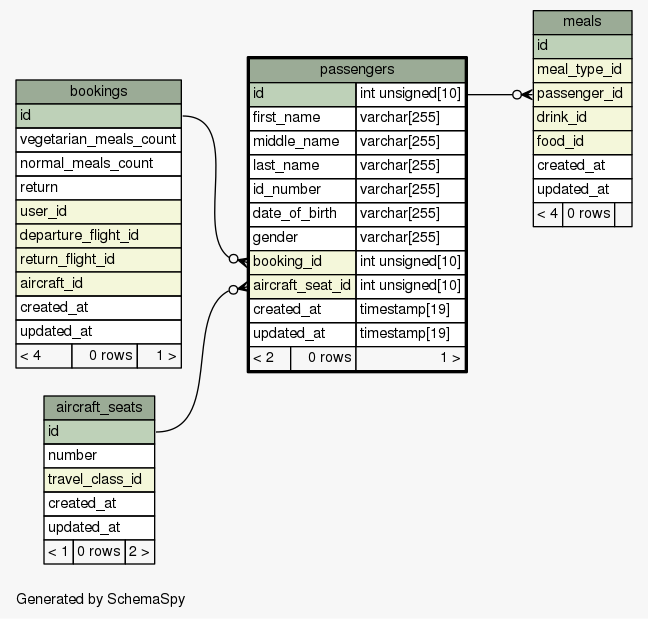 meals
id
meal_type_id
passenger_id
drink_id
food_id
created_at
updated_at
< 4 0 rows
passengers
id int unsigned[10]
first_name varchar[255]
middle_name varchar[255]
last_name varchar[255]
id_number varchar[255]
date_of_birth varchar[255]
gender varchar[255]
booking_id int unsigned[10]
aircraft_seat_id int unsigned[10]
created_at timestamp[19]
updated_at timestamp[19]
< 2 0 rows 1 >
bookings
id
vegetarian_meals_count
normal_meals_count
return
user_id
departure_flight_id
return_flight_id
aircraft_id
created_at
updated_at
< 4 0 rows 1 >
aircraft_seats
id
number
travel_class_id
created_at
updated_at
< 1 0 rows 2 >
Generated by SchemaSpy